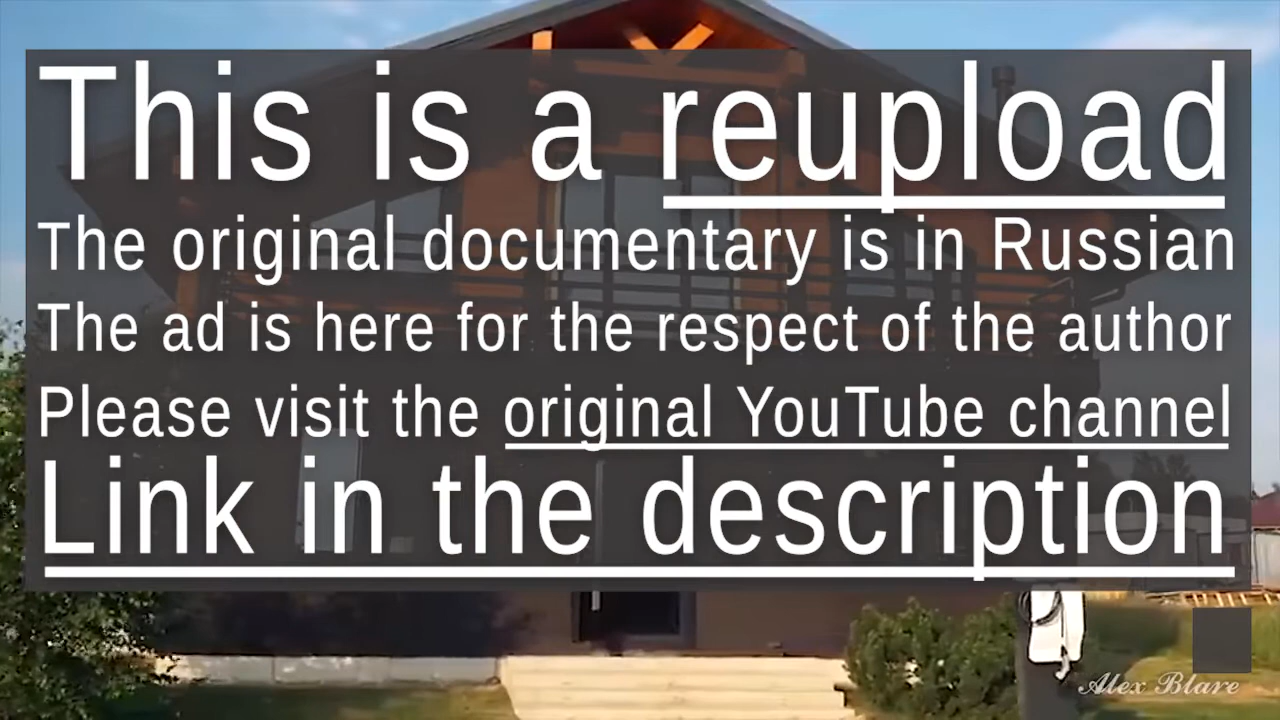 This is a reupload
The original documentary is in Russian
The ad is here for the respect of the author
Please visit the original YouTube channel
Link in the description
Alex Blare